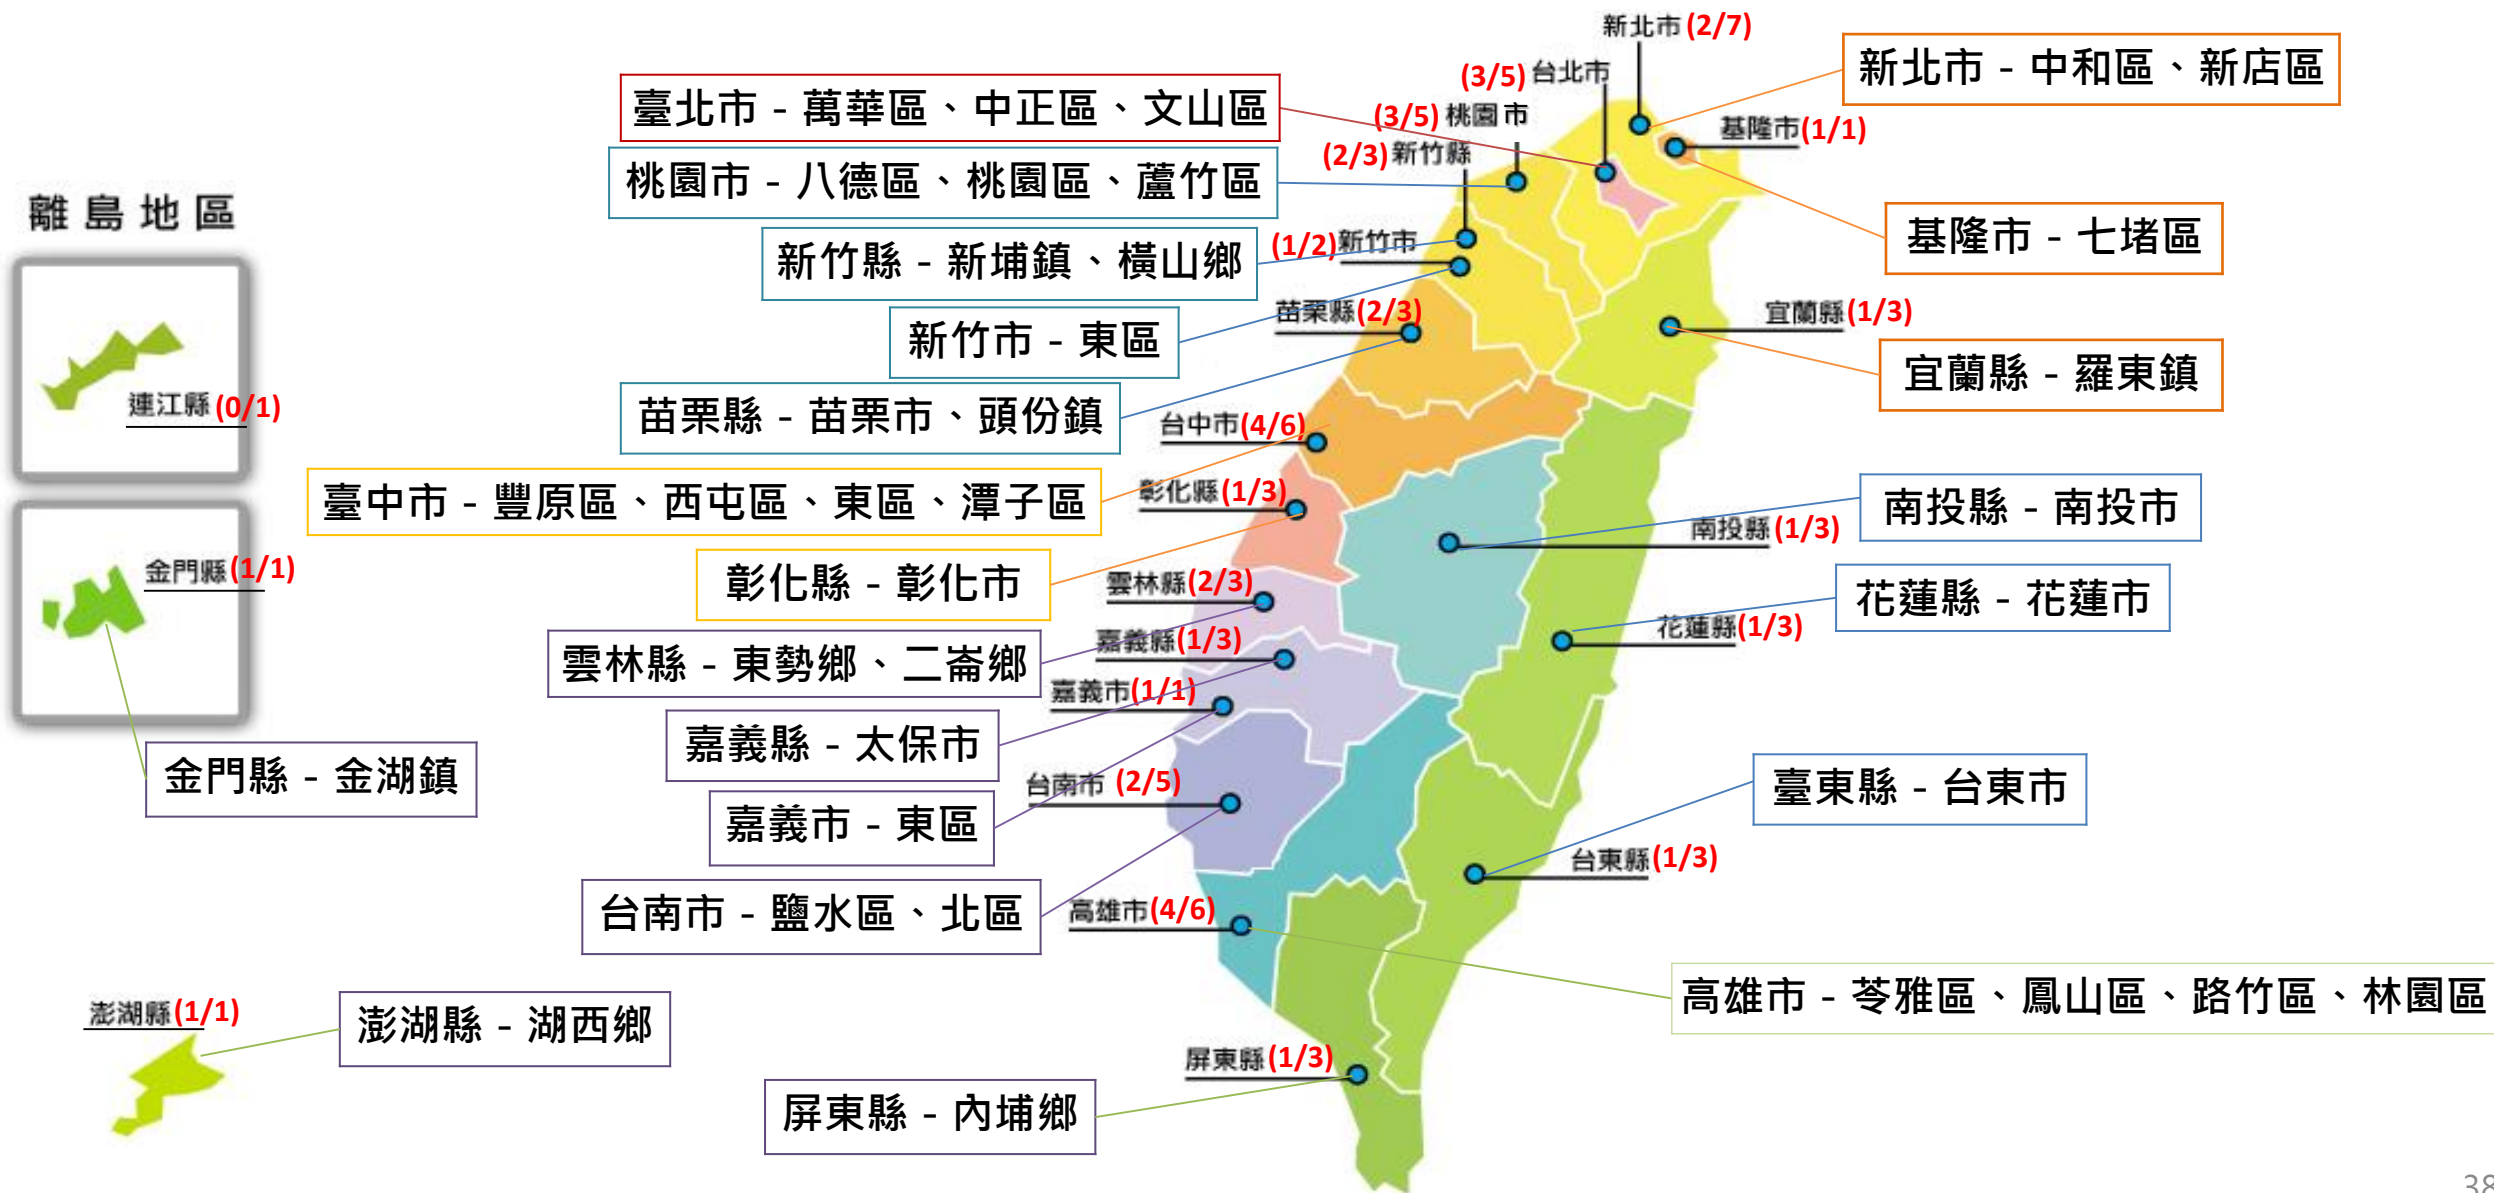 新北市 (2/7)
(3/5) 台北市
(3/5) 桃園市
(2/3) 新竹縣
基隆市(1/1)
新北市 - 中和區、新店區
臺北市 - 萬華區、中正區、文山區
桃園市 - 八德區、桃園區、蘆竹區
離島地區
基隆市 - 七堵區
新竹縣 - 新埔鎮、橫山鄉
(1/2)新竹市
新竹市 - 東區
苗栗縣(2/3)
宜蘭縣(1/3)
宜蘭縣 - 羅東鎮
連江縣(0/1)
苗栗縣 - 苗栗市、頭份鎮
台中市(4/6)
臺中市 - 豐原區、西屯區、東區、潭子區
彰化縣(1/3)
南投縣 - 南投市
南投縣(1/3)
金門縣(1/1)
彰化縣 - 彰化市
雲林縣(2/3)
花蓮縣 - 花蓮市
花蓮縣(1/3)
雲林縣 - 東勢鄉、二崙鄉
嘉義縣(1/3)
嘉義市(1/1)
嘉義縣 - 太保市
金門縣 - 金湖鎮
台南市 (2/5)
臺東縣 - 台東市
嘉義市 - 東區
台東縣(1/3)
台南市 - 鹽水區、北區
高雄市(4/6)
高雄市 - 苓雅區、鳳山區、路竹區、林園區
澎湖縣(1/1)
澎湖縣 - 湖西鄉
屏東縣(1/3)
屏東縣 - 內埔鄉
38